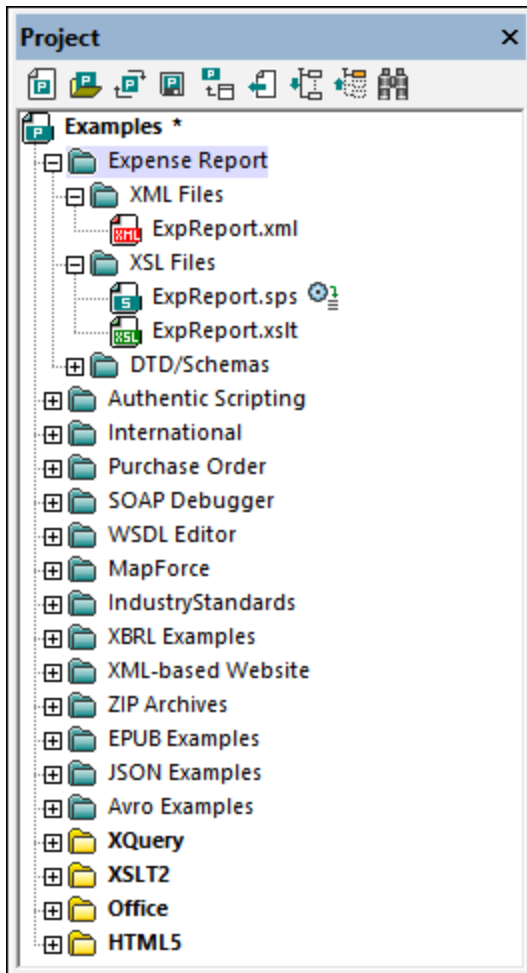 Project
Examples *
Expense Report
XML Files
ExpReport.xml
XSL Files
ExpReport.sps
ExpReport.xslt
DTD/Schemas
Authentic Scripting
International
Purchase Order
SOAP Debugger
WSDL Editor
MapForce
IndustryStandards
XBRL Examples
XML-based Website
ZIP Archives
EPUB Examples
JSON Examples
Avro Examples
XQuery
XSLT2
Office
HTML5